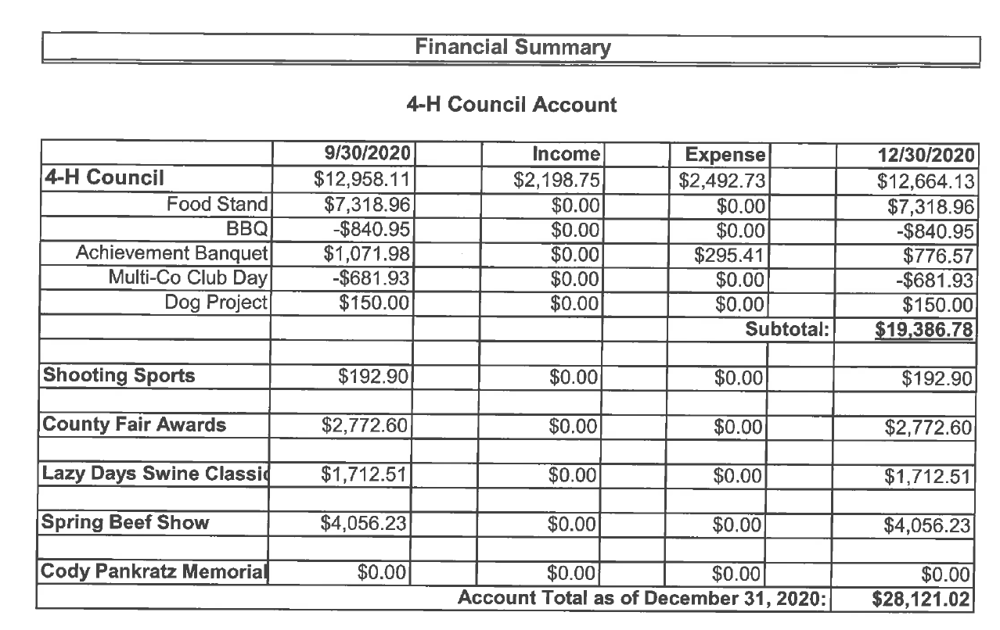 Financial Summary
4-H Council Account
9/30/2020 Income Expense 12/30/2020
4-H Council $12,958.11 $2,198.75 $2,492.73 $12,664.13
Food Stand $7,318.96 $0.00 $0.00 $7,318.96
BBQ -$840.95 $0.00 $0.00 -$840.95
Achievement Banquet $1,071.98 $0.00 $295.41 $776.57
Multi-Co Club Day -$681.93 $0.00 $0.00 -$681.93
Dog Project $150.00 $0.00 $0.00 $150.00
Subtotal: $19,386.78
Shooting Sports $192.90 $0.00 $0.00 $192.90
County Fair Awards $2,772.60 $0.00 $0.00 $2,772.60
Lazy Days Swine Classic $1,712.51 $0.00 $0.00 $1,712.51
Spring Beef Show $4,056.23 $0.00 $0.00 $4,056.23
Cody Pankratz Memorial $0.00 $0.00 $0.00 $0.00
Account Total as of December 31, 2020: $28,121.02